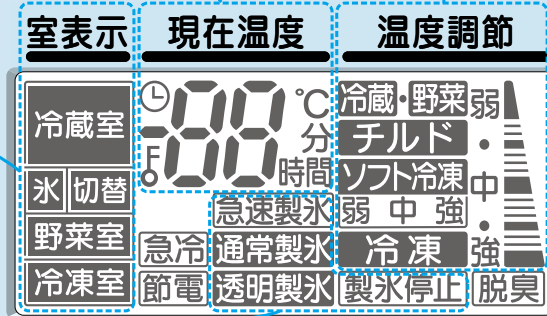 室表示 現在温度 温度調節
冷蔵室
氷 切替
野菜室
冷凍室
-88℃
分
時間
急速製氷
急冷 通常製氷
節電 透明製氷 製氷停止 脱臭
冷蔵・野菜
チルド
ソフト冷凍
弱 中 強
冷凍
弱
・
中
・
強